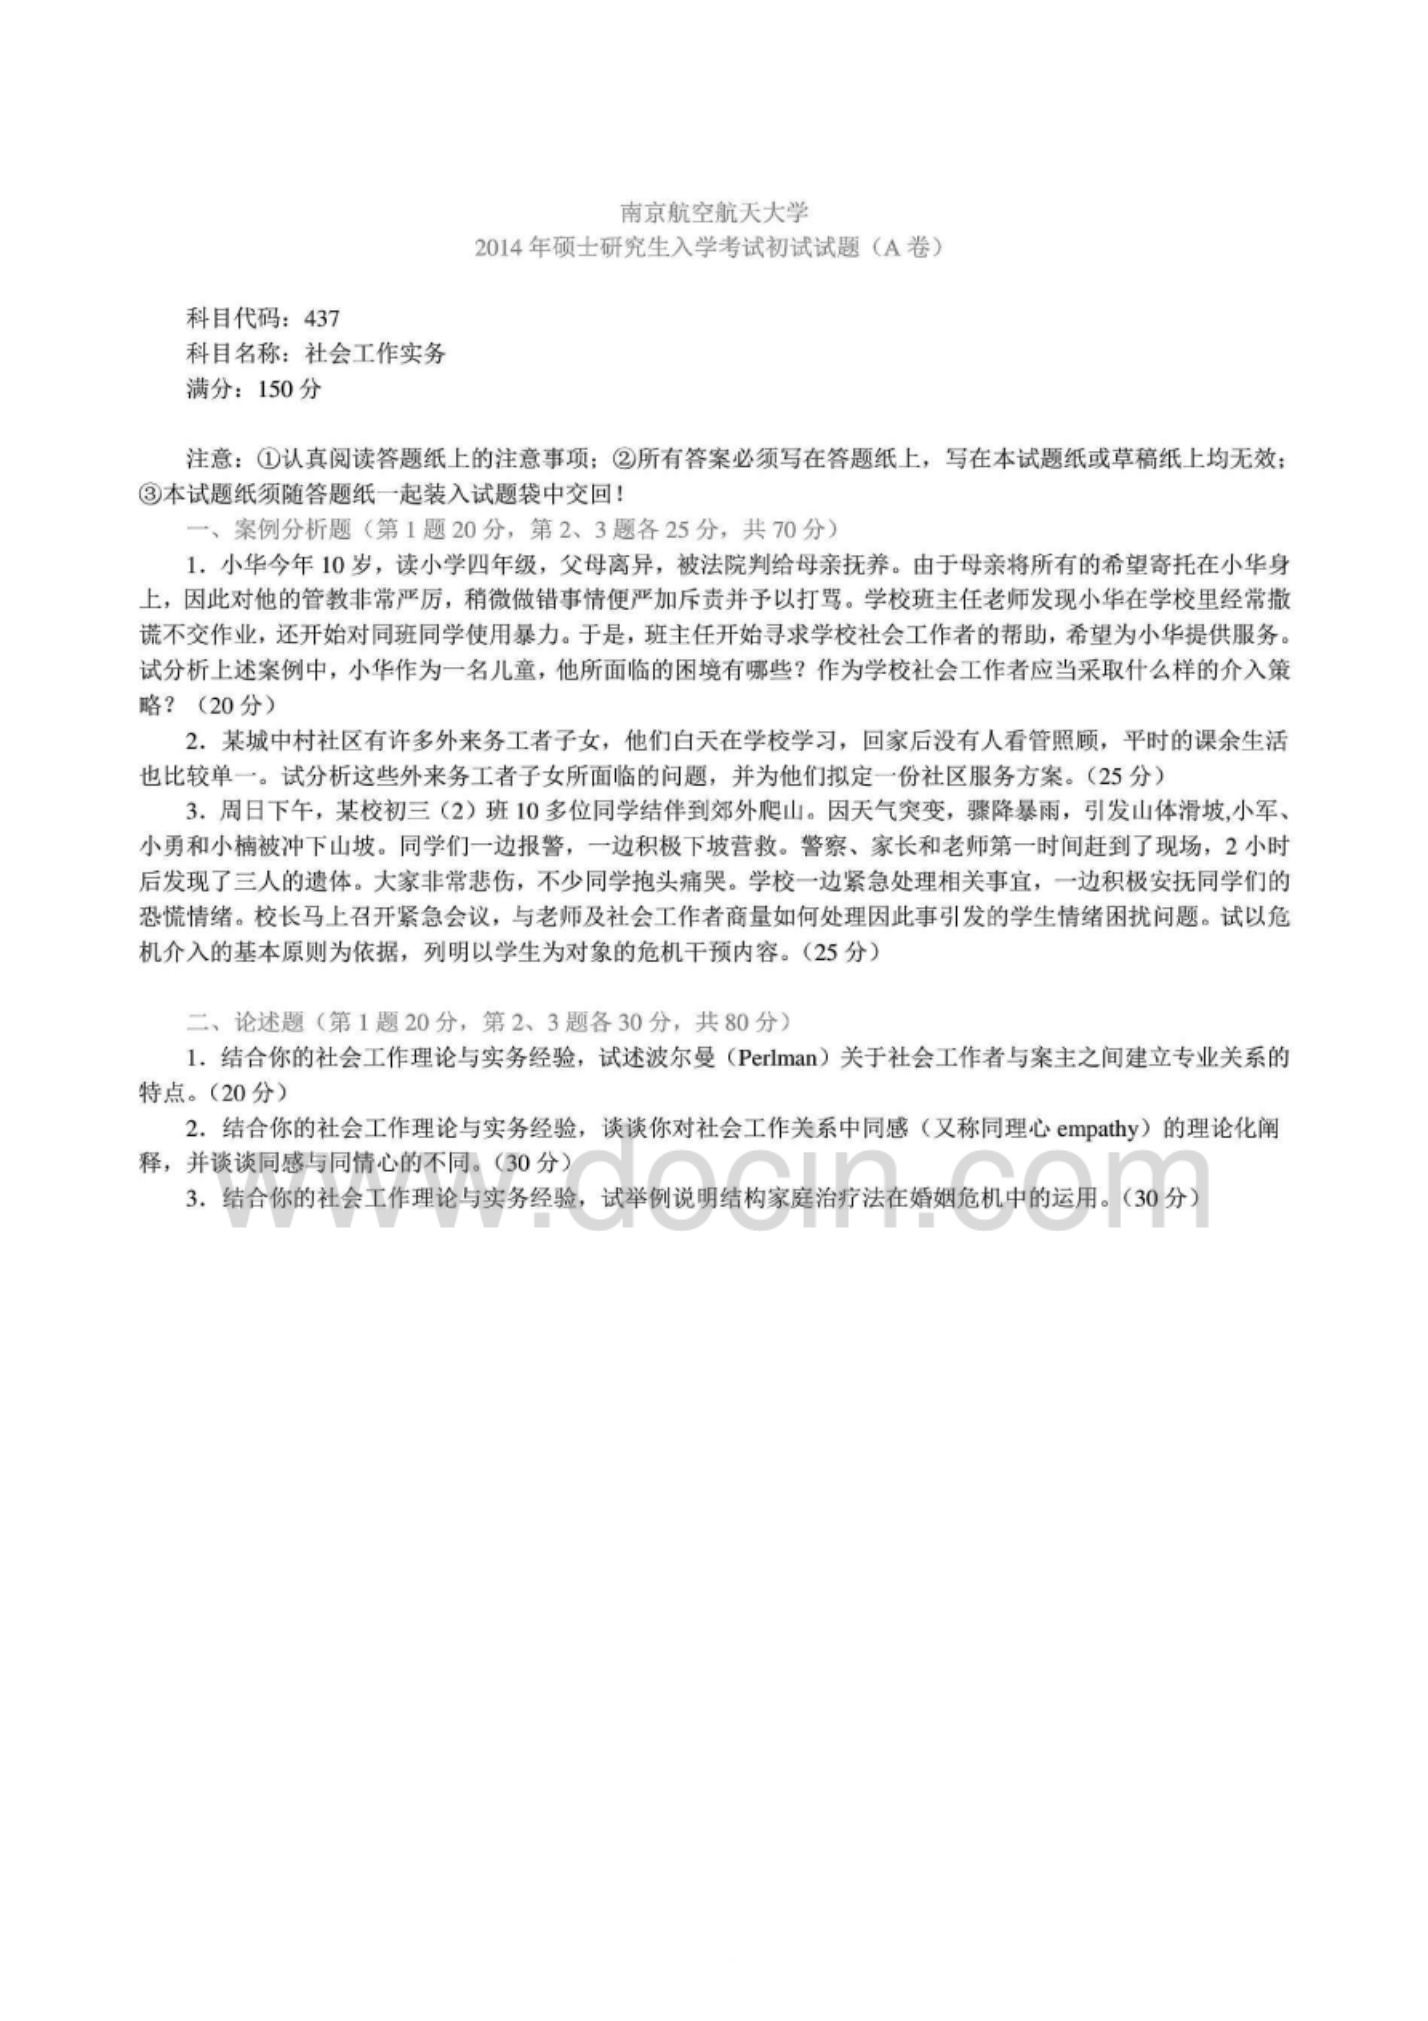 南京航空航天大学
2014 年硕士研究生入学考试初试试题（A 卷）
科目代码：437
科目名称：社会工作实务
满分：150 分
注意：①认真阅读答题纸上的注意事项；②所有答案必须写在答题纸上，写在本试题纸或草稿纸上均无效；
③本试题纸须随答题纸一起装入试题袋中交回！
一、案例分析题（第 1 题 20 分，第 2、3 题各 25 分，共 70 分）
1．小华今年 10 岁，读小学四年级，父母离异，被法院判给母亲抚养。由于母亲将所有的希望寄托在小华身
上，因此对他的管教非常严厉，稍微做错事情便严加斥责并予以打骂。学校班主任老师发现小华在学校里经常撒
谎不交作业，还开始对同班同学使用暴力。于是，班主任开始寻求学校社会工作者的帮助，希望为小华提供服务。
试分析上述案例中，小华作为一名儿童，他所面临的困境有哪些？作为学校社会工作者应当采取什么样的介入策
略？（20 分）
2．某城中村社区有许多外来务工者子女，他们白天在学校学习，回家后没有人看管照顾，平时的课余生活
也比较单一。试分析这些外来务工者子女所面临的问题，并为他们拟定一份社区服务方案。（25 分）
3．周日下午，某校初三（2）班 10 多位同学结伴到郊外爬山。因天气突变，骤降暴雨，引发山体滑坡,小军、
小勇和小楠被冲下山坡。同学们一边报警，一边积极下坡营救。警察、家长和老师第一时间赶到了现场，2 小时
后发现了三人的遗体。大家非常悲伤，不少同学抱头痛哭。学校一边紧急处理相关事宜，一边积极安抚同学们的
恐慌情绪。校长马上召开紧急会议，与老师及社会工作者商量如何处理因此事引发的学生情绪困扰问题。试以危
机介入的基本原则为依据，列明以学生为对象的危机干预内容。（25 分）
二、论述题（第 1 题 20 分，第 2、3 题各 30 分，共 80 分）
1．结合你的社会工作理论与实务经验，试述波尔曼（Perlman）关于社会工作者与案主之间建立专业关系的
特点。（20 分）
2．结合你的社会工作理论与实务经验，谈谈你对社会工作关系中同感（又称同理心 empathy）的理论化阐
释，并谈谈同感与同情心的不同。（30 分）
3．结合你的社会工作理论与实务经验，试举例说明结构家庭治疗法在婚姻危机中的运用。（30 分）
www.docin.com